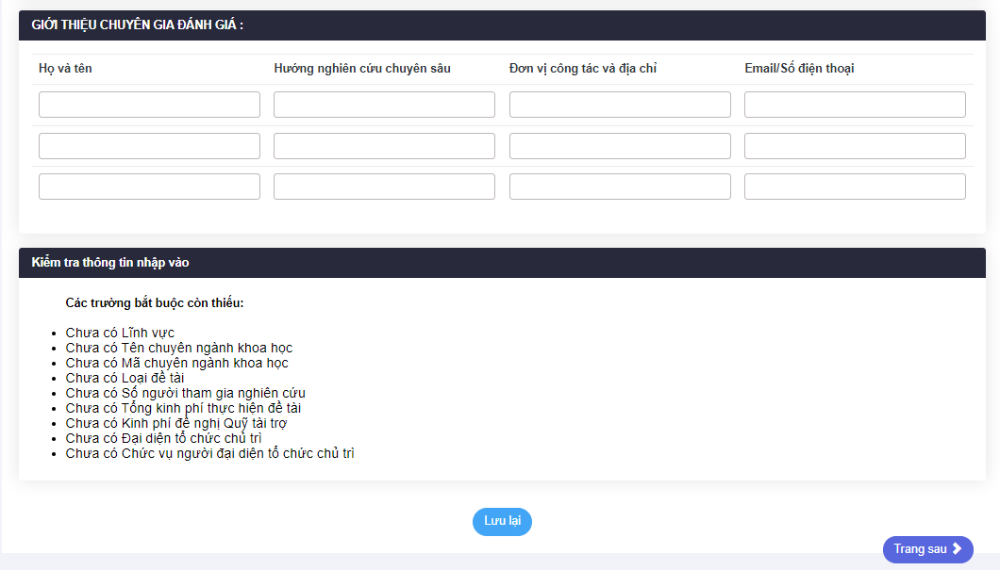 GIỚI THIỆU CHUYÊN GIA ĐÁNH GIÁ :
Họ và tên Hướng nghiên cứu chuyên sâu Đơn vị công tác và địa chỉ Email/Số điện thoại
Kiểm tra thông tin nhập vào
Các trường bắt buộc còn thiếu:
Chưa có Lĩnh vực
Chưa có Tên chuyên ngành khoa học
Chưa có Mã chuyên ngành khoa học
Chưa có Loại đề tài
Chưa có Số người tham gia nghiên cứu
Chưa có Tổng kinh phí thực hiện đề tài
Chưa có Kinh phí đề nghị Quỹ tài trợ
Chưa có Đại diện tổ chức chủ trì
Chưa có Chức vụ người đại diện tổ chức chủ trì
Lưu lại
Trang sau